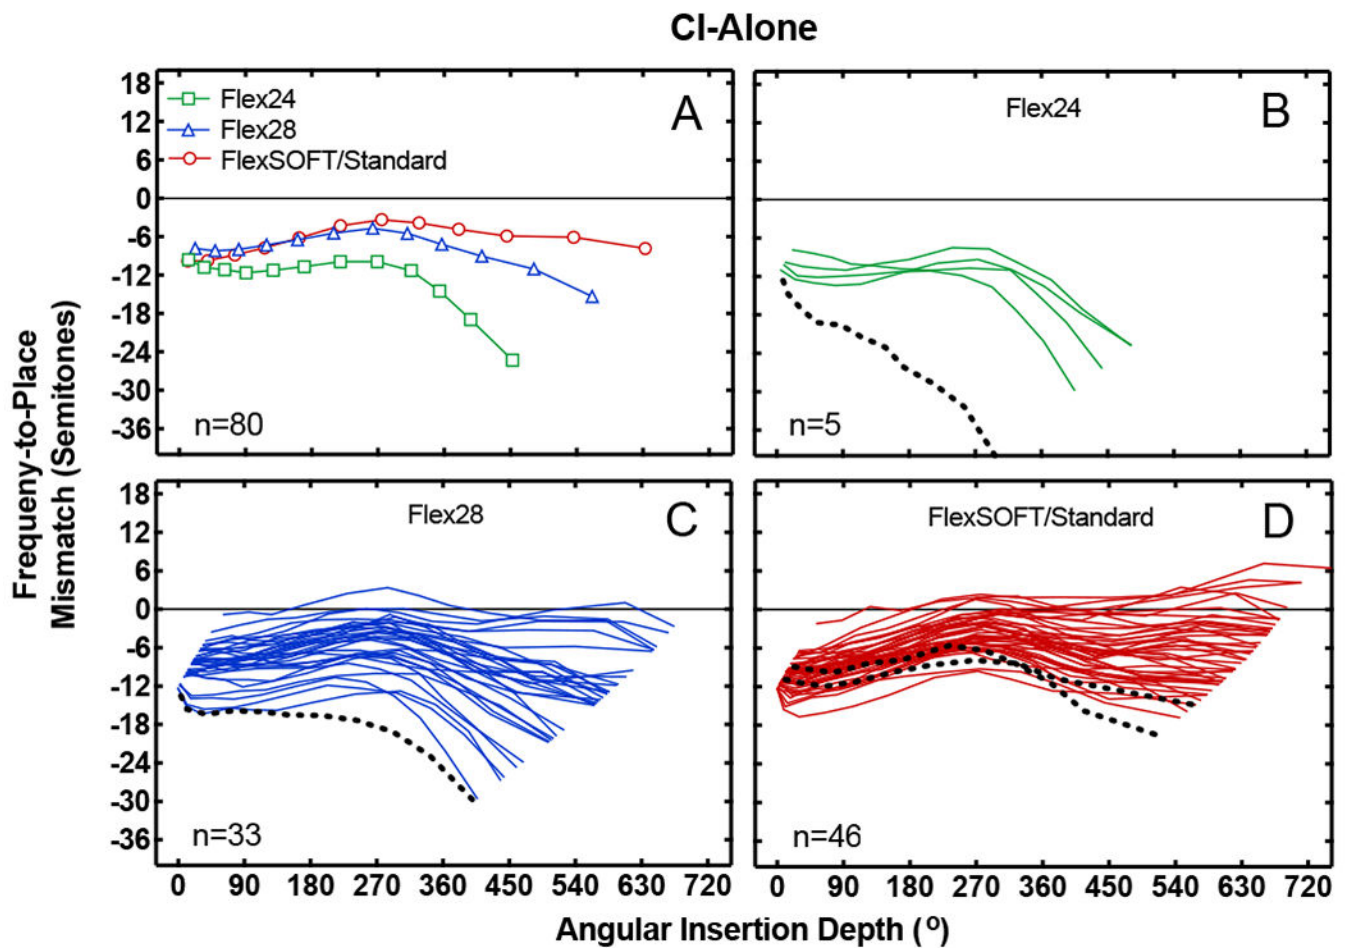 CI-Alone
Frequeny-to-Place
Mismatch (Semitones)
18
12
6
0
-6
-12
-18
-24
-30
-36
Flex24
Flex28
FlexSOFT/Standard
A
n=80
Flex24
B
n=5
18
12
6
0
-6
-12
-18
-24
-30
-36
Flex28
C
n=33
0 90 180 270 360 450 540 630 720
FlexSOFT/Standard
D
n=46
0 90 180 270 360 450 540 630 720
Angular Insertion Depth (°)